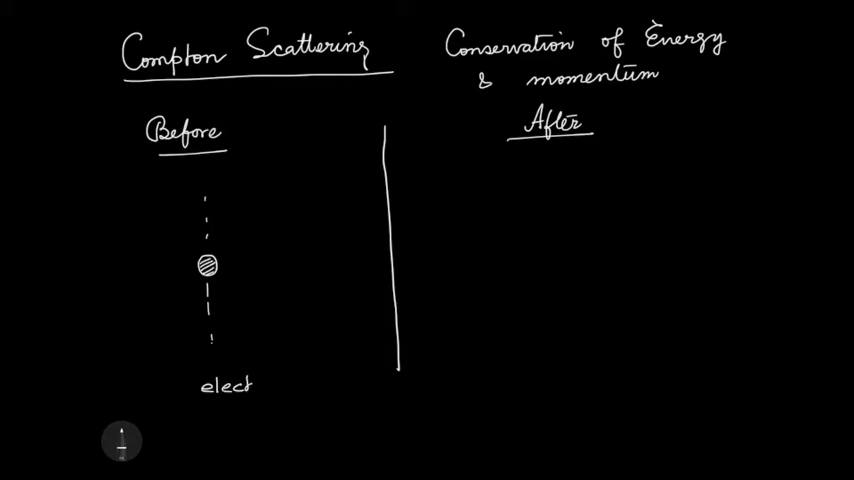 Compton Scattering
Conservation of Energy
& momentum
Before
After
elect